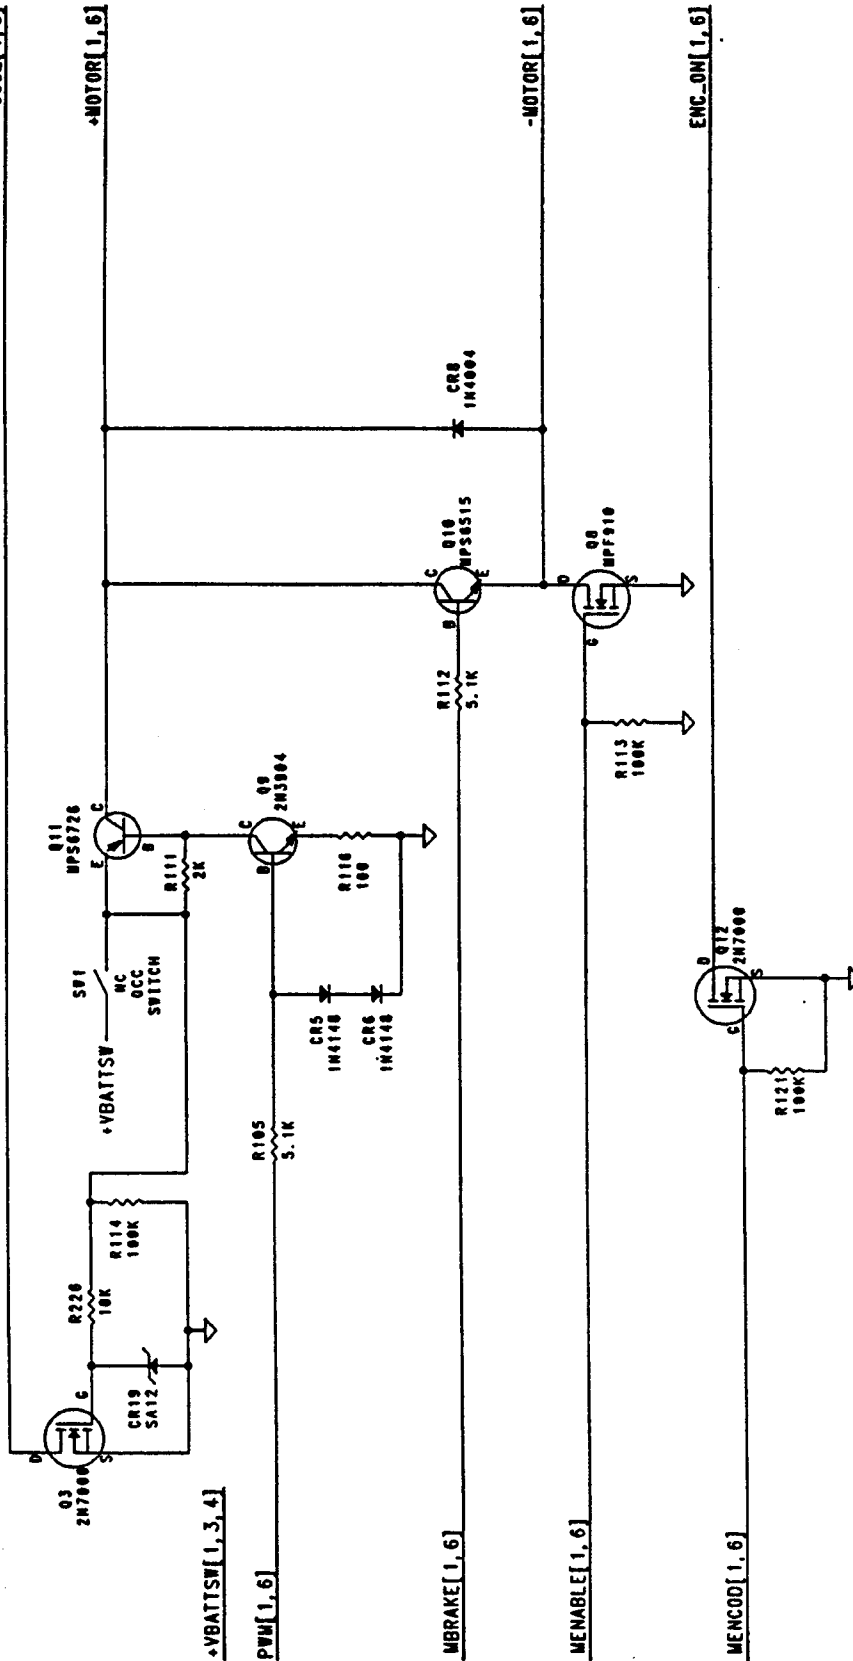 +MOTOR[1,6]
-MOTOR[1,6]
ENC_ON[1,6]
CR8
1N4004
Q10
MPS6515
C
B
E
Q8
MPF910
D
G
S
R112
5.1K
R113
100K
Q11
MPS6726
C
E
B
R111
2K
Q9
2N3904
C
B
E
R116
100
SW1
NC
OCC
SWITCH
+VBATTSW
CR5
1N4148
CR6
1N4148
R105
5.1K
Q12
2N7000
D
G
S
R121
100K
R114
100K
R226
10K
CR19
SA12
Q3
2N7000
D
G
S
+VBATTSW[1,3,4]
PWM[1,6]
MBRAKE[1,6]
MENABLE[1,6]
MENCOD[1,6]